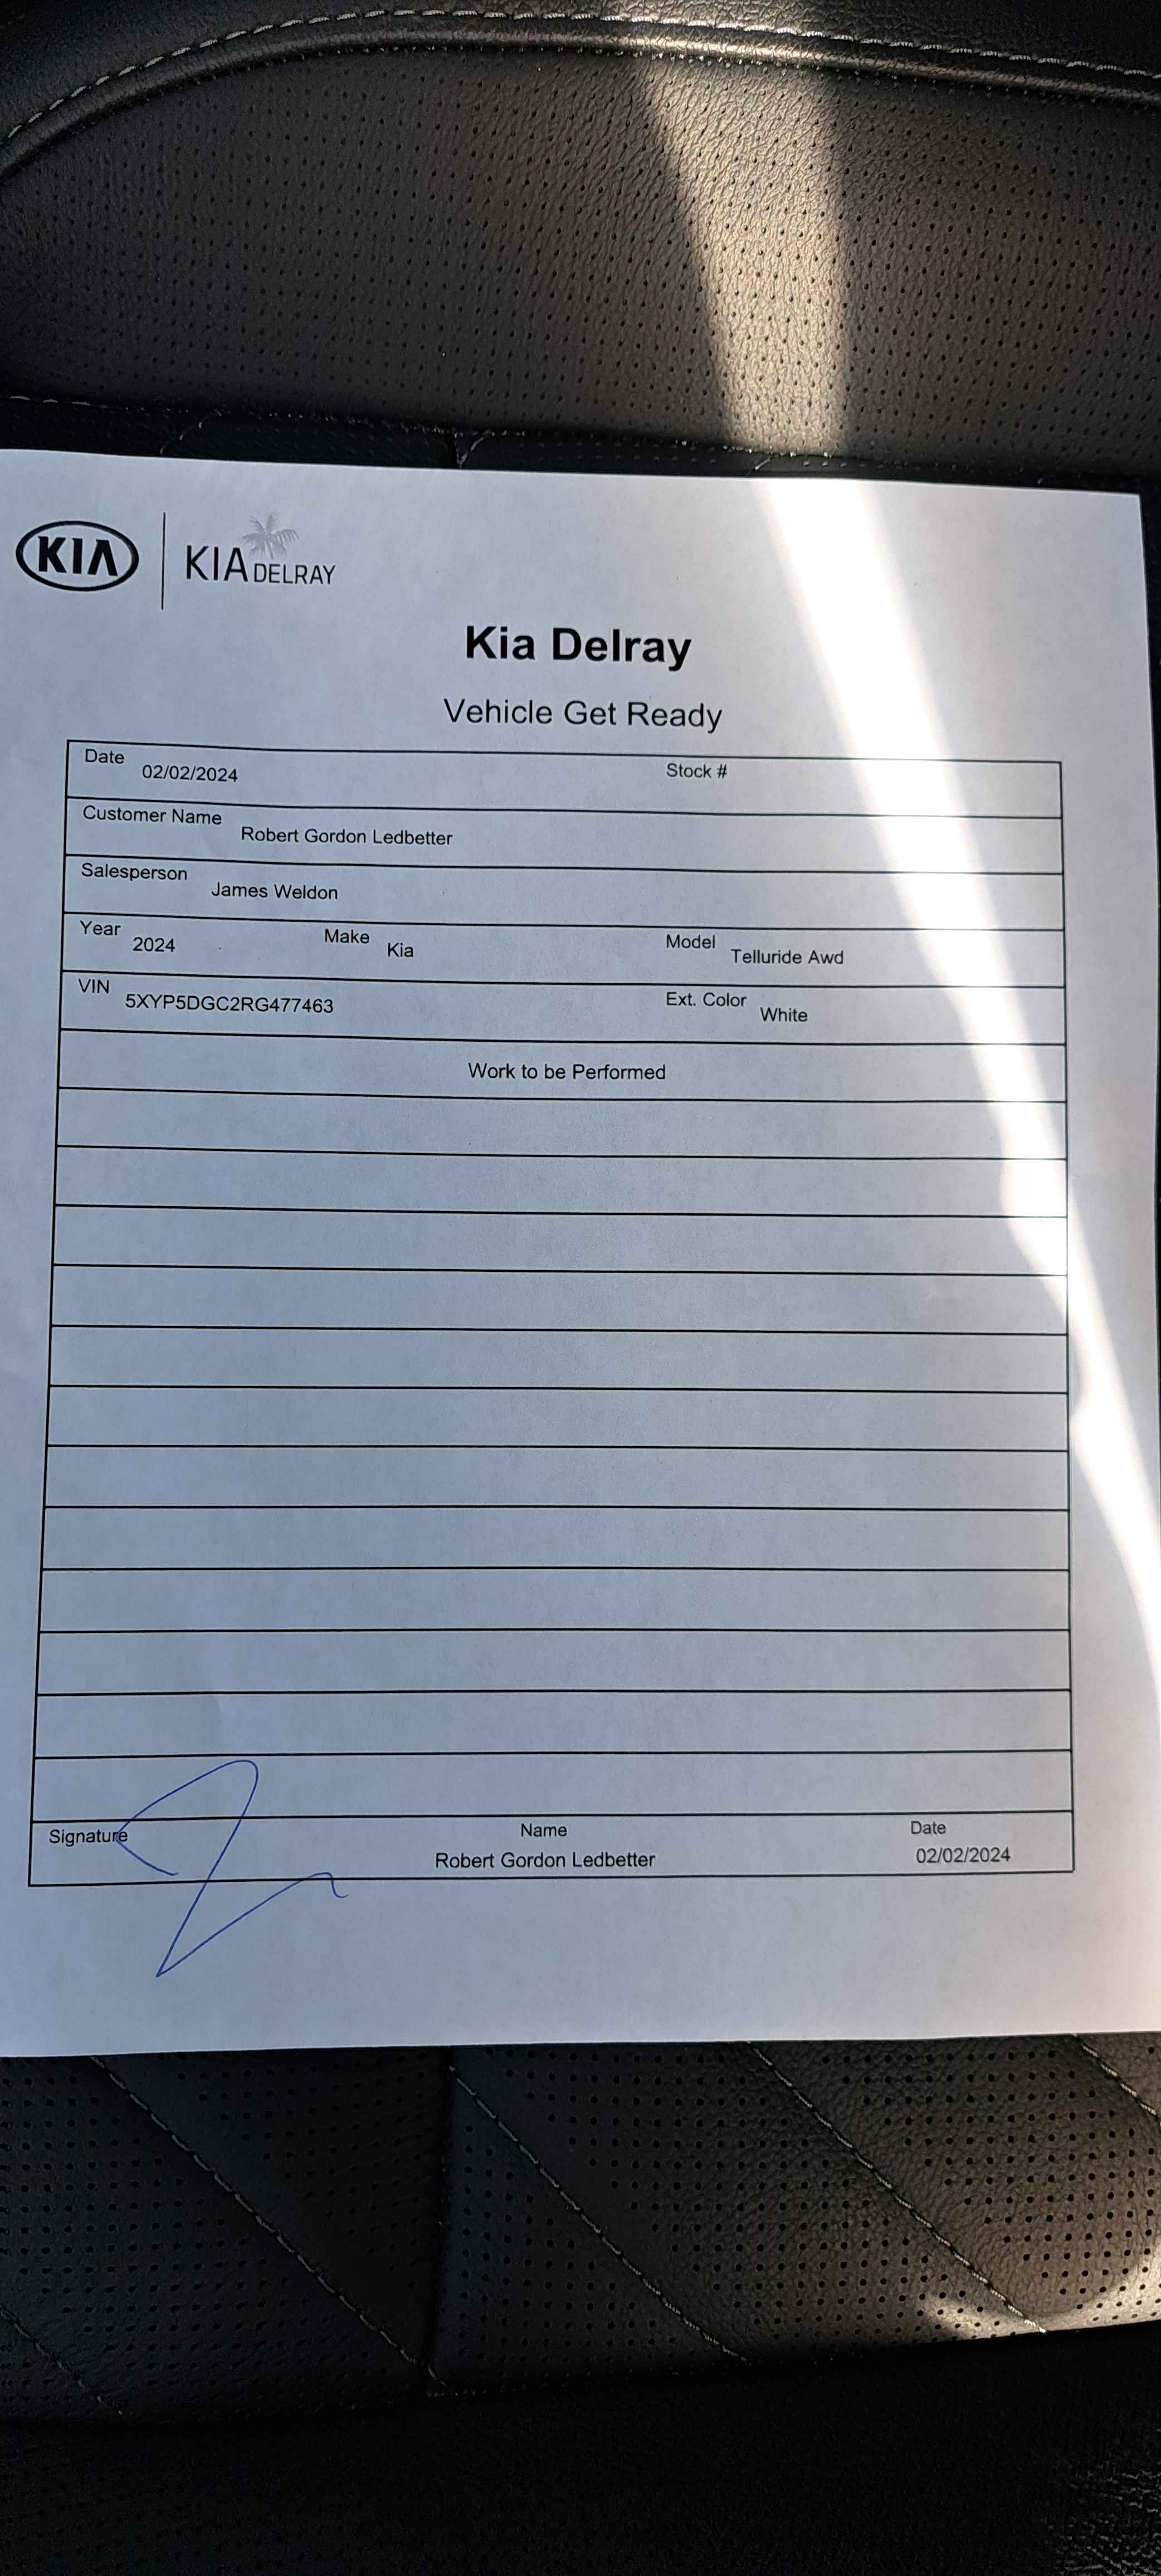 KIA KIA DELRAY
Kia Delray
Vehicle Get Ready
Date 02/02/2024 Stock #
Customer Name Robert Gordon Ledbetter
Salesperson James Weldon
Year 2024 Make Kia Model Telluride Awd
VIN 5XYP5DGC2RG477463 Ext. Color White
Work to be Performed
Signature Name Date
Robert Gordon Ledbetter 02/02/2024